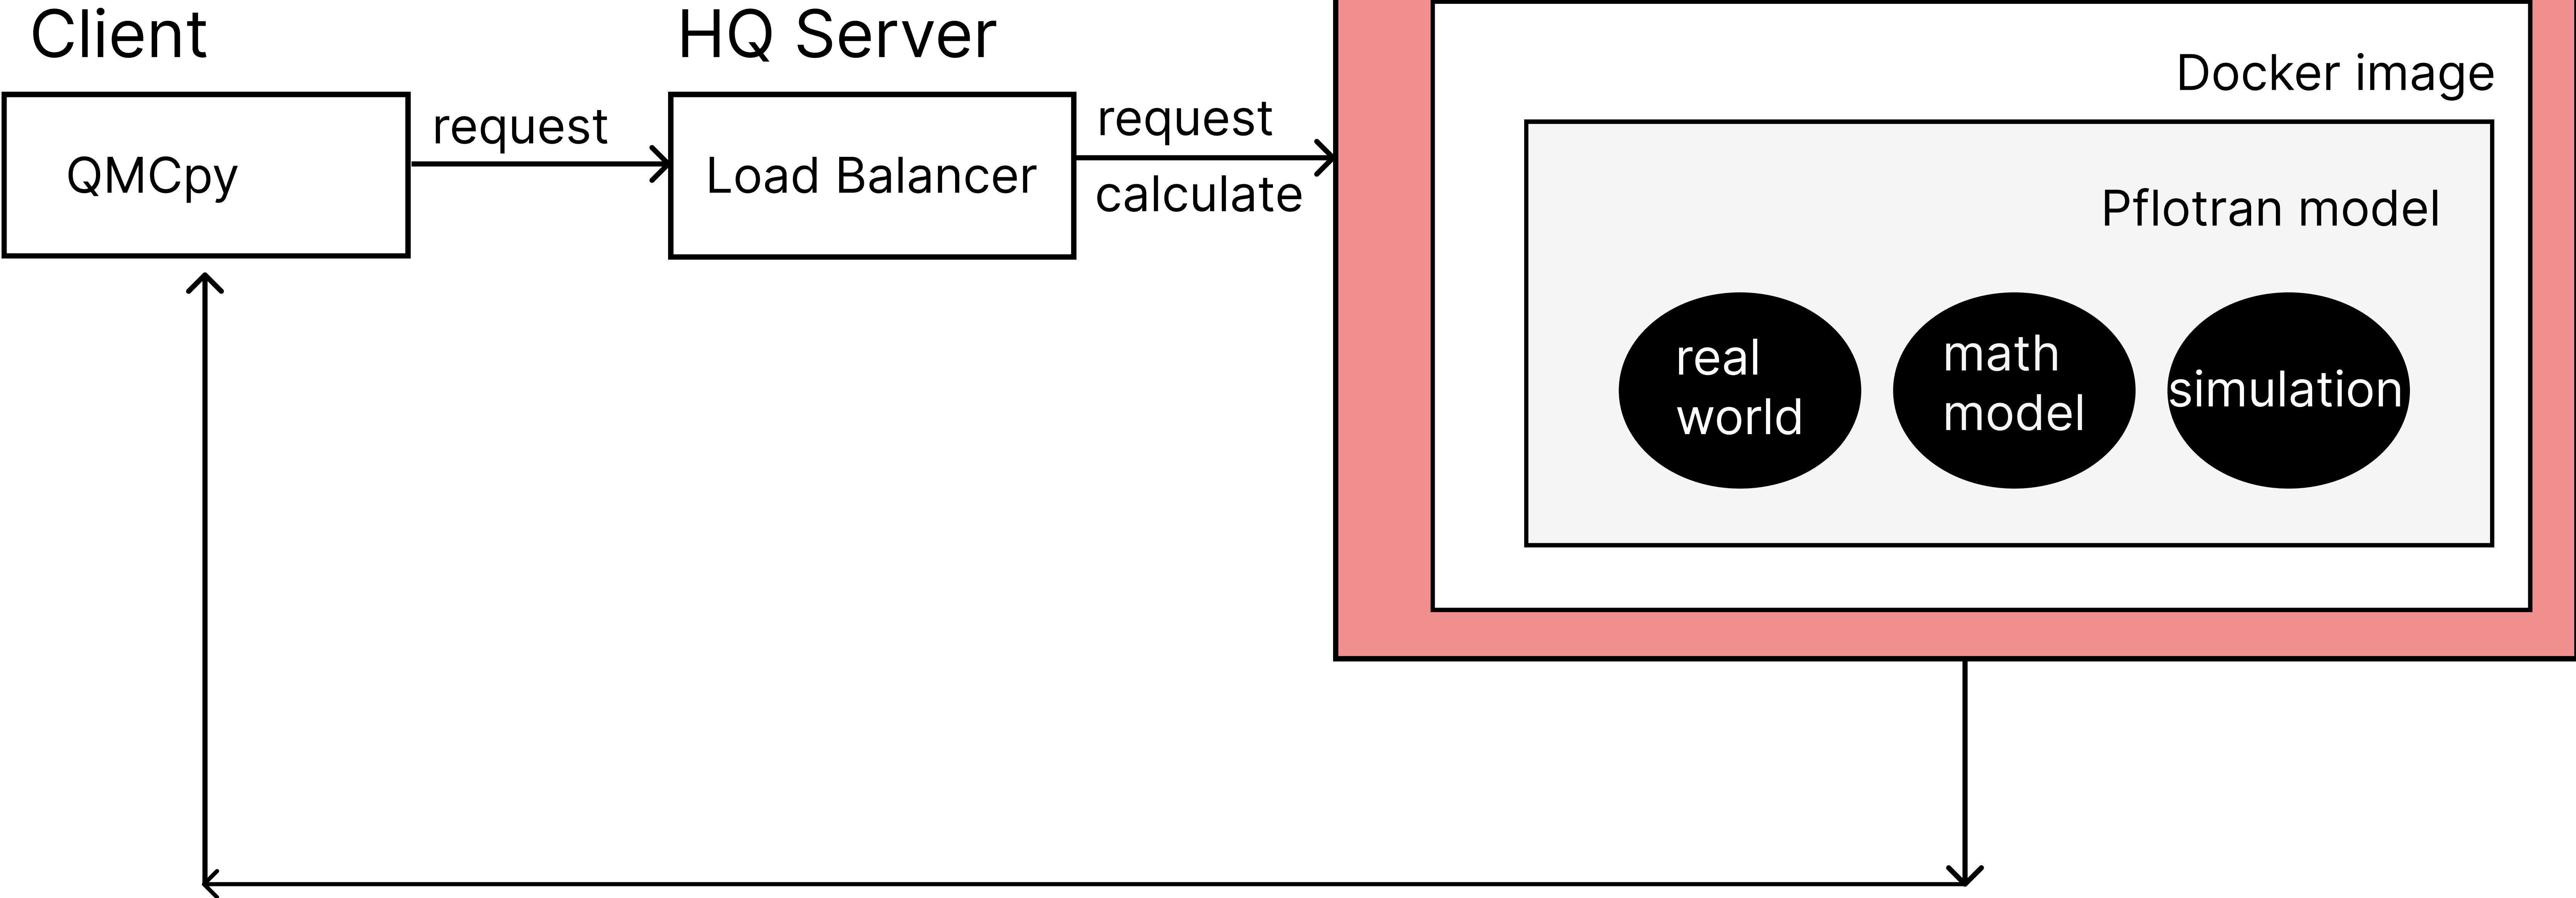 Client
QMCpy
request
HQ Server
Load Balancer
request
calculate
Docker image
Pflotran model
real
world
math
model
simulation